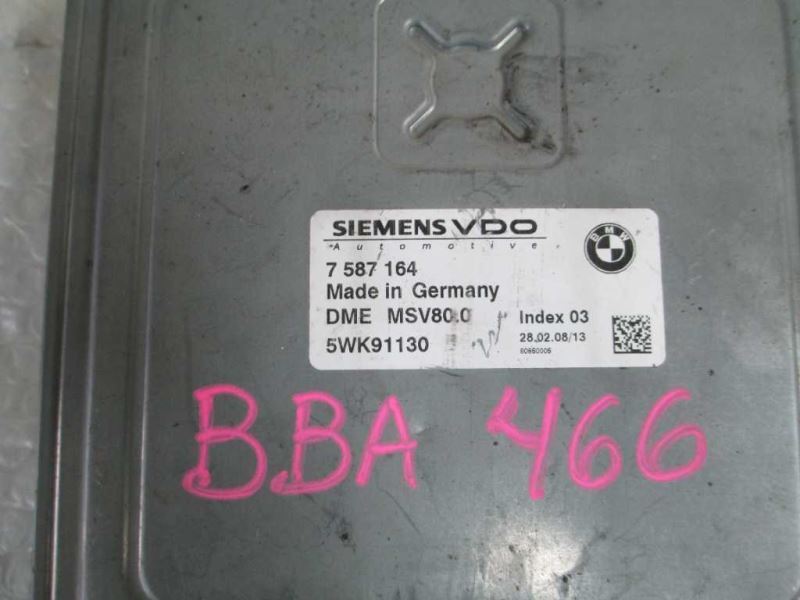 SIEMENS VDO
Automotive
BMW
7 587 164
Made in Germany
DME MSV80.0
Index 03
5WK91130
28.02.08/13
BBA 466